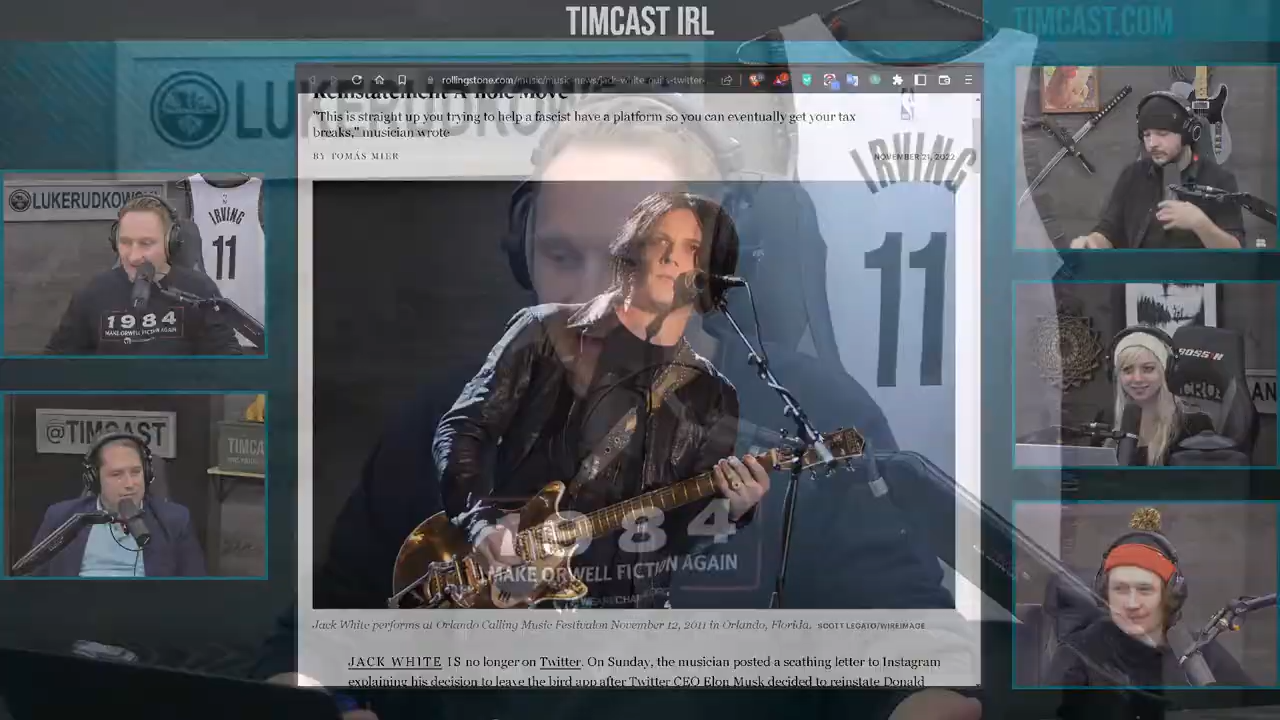 TIMCAST IRL
TIMCAST.COM
rollingstone.com/music/music-news/jack-white-quits-twitter-
"This is straight up you trying to help a fascist have a platform so you can eventually get your tax
breaks," musician wrote
BY TOMÁS MIER
NOVEMBER 21, 2022
LUKERUDKOWSKI
IRVING
11
1984
MAKE ORWELL FICTION AGAIN
@TIMCAST
TIMCA
IRVING
11
1984
MAKE ORWELL FICTION AGAIN
Jack White performs at Orlando Calling Music Festivalon November 12, 2011 in Orlando, Florida. SCOTT LEGATO/WIREIMAGE
JACK WHITE IS no longer on Twitter. On Sunday, the musician posted a scathing letter to Instagram
explaining his decision to leave the bird app after Twitter CEO Elon Musk decided to reinstate Donald